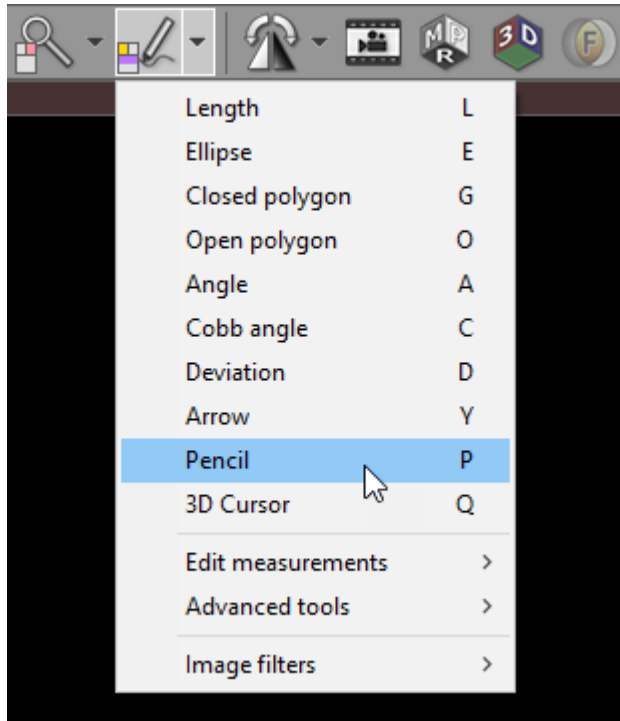 M P R
3D
F
Length L
Ellipse E
Closed polygon G
Open polygon O
Angle A
Cobb angle C
Deviation D
Arrow Y
Pencil P
3D Cursor Q
Edit measurements >
Advanced tools >
Image filters >